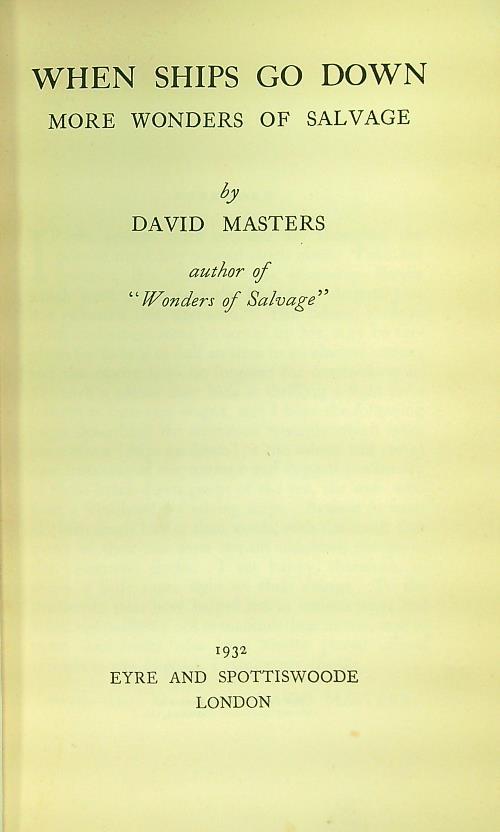 WHEN SHIPS GO DOWN
MORE WONDERS OF SALVAGE
by
DAVID MASTERS
author of
“Wonders of Salvage”
1932
EYRE AND SPOTTISWOODE
LONDON